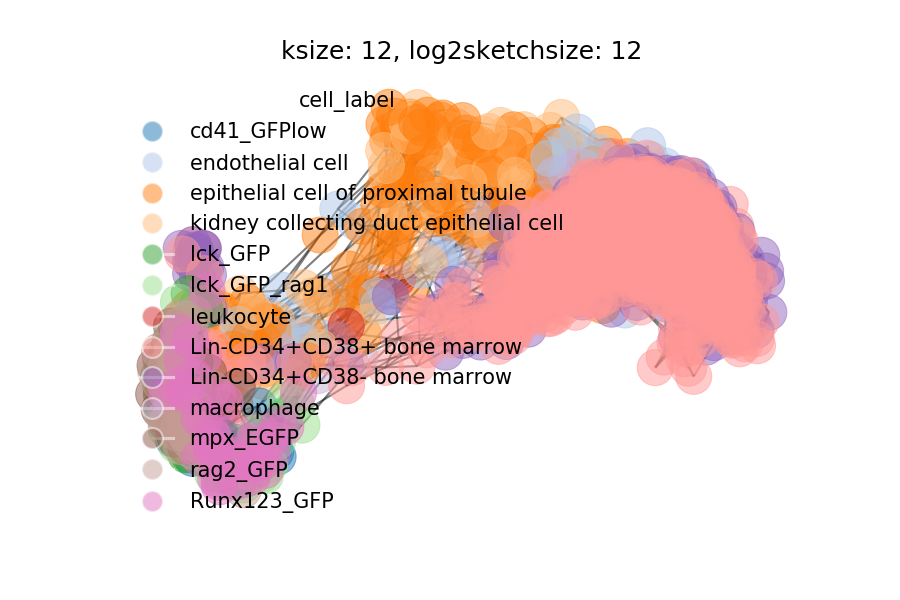 ksize: 12, log2sketchsize: 12
cell_label
cd41_GFPlow
endothelial cell
epithelial cell of proximal tubule
kidney collecting duct epithelial cell
lck_GFP
lck_GFP_rag1
leukocyte
Lin-CD34+CD38+ bone marrow
Lin-CD34+CD38- bone marrow
macrophage
mpx_EGFP
rag2_GFP
Runx123_GFP